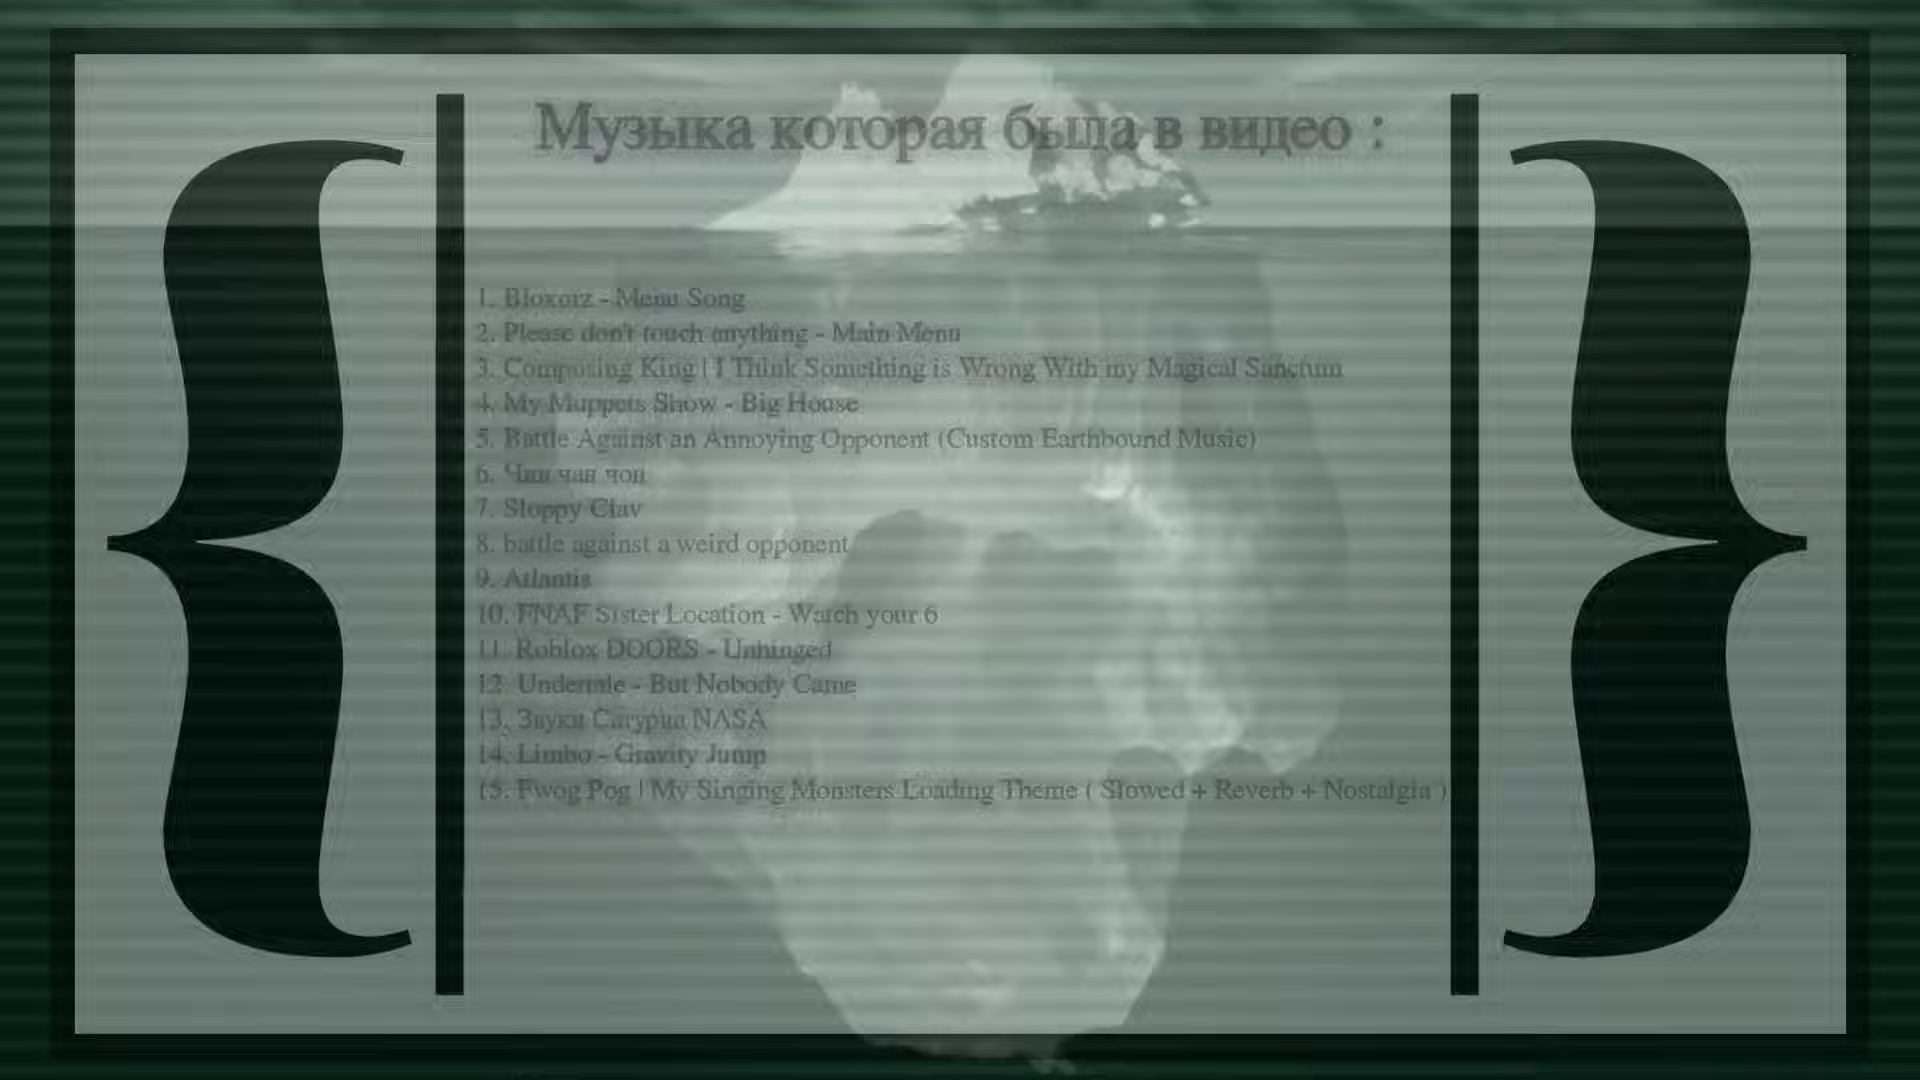 Музыка которая была в видео :
1. Bloxorz - Menu Song
2. Please don't touch anything - Main Menu
3. Composing King | I Think Something is Wrong With my Magical Sanctum
4. My Muppets Show - Big House
5. Battle Against an Annoying Opponent (Custom Earthbound Music)
6. Чин чан чон
7. Sloppy Clav
8. battle against a weird opponent
9. Atlantis
10. FNAF Sister Location - Watch your 6
11. Roblox DOORS - Unhinged
12. Undertale - But Nobody Came
13. Звуки Сатурна NASA
14. Limbo - Gravity Jump
15. Fwog Pog | My Singing Monsters Loading Theme ( Slowed + Reverb + Nostalgia )